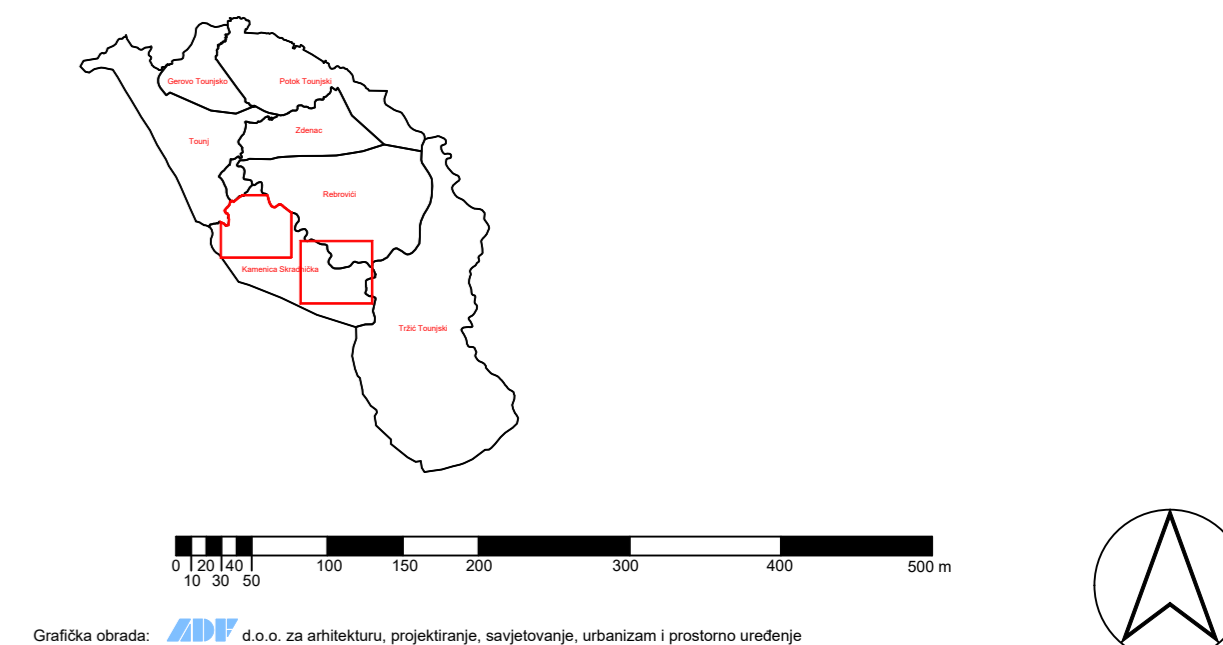 Gerovo Tounjsko
Potok Tounjski
Zdenac
Tounj
Rebrovići
Kamenica Skradnička
Tržić Tounjski
0 10 20 30 40 50 100 150 200 300 400 500 m
Grafička obrada: ADF d.o.o. za arhitekturu, projektiranje, savjetovanje, urbanizam i prostorno uređenje